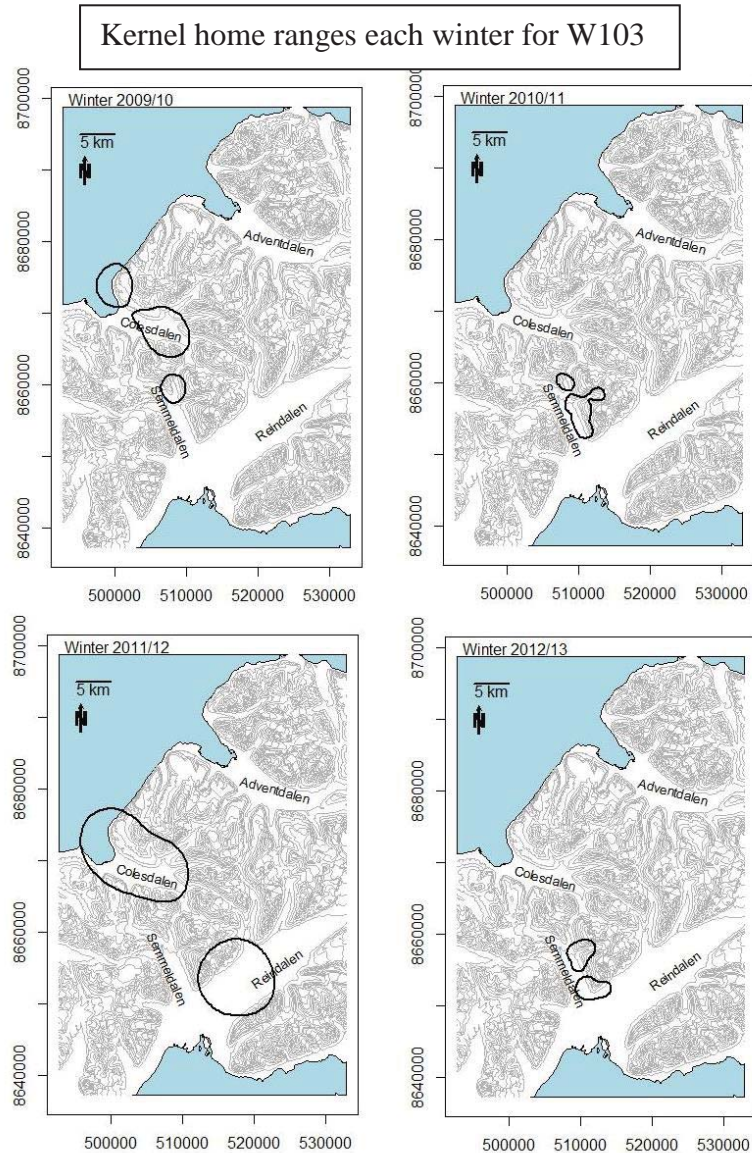 Kernel home ranges each winter for W103
Winter 2009/10
8700000
8680000
8660000
8640000
5 km
N
Adventdalen
Colesdalen
Semmeldalen
Reindalen
500000 510000 520000 530000
Winter 2010/11
8700000
8680000
8660000
8640000
5 km
N
Adventdalen
Colesdalen
Semmeldalen
Reindalen
500000 510000 520000 530000
Winter 2011/12
8700000
8680000
8660000
8640000
5 km
N
Adventdalen
Colesdalen
Semmeldalen
Reindalen
500000 510000 520000 530000
Winter 2012/13
8700000
8680000
8660000
8640000
5 km
N
Adventdalen
Colesdalen
Semmeldalen
Reindalen
500000 510000 520000 530000